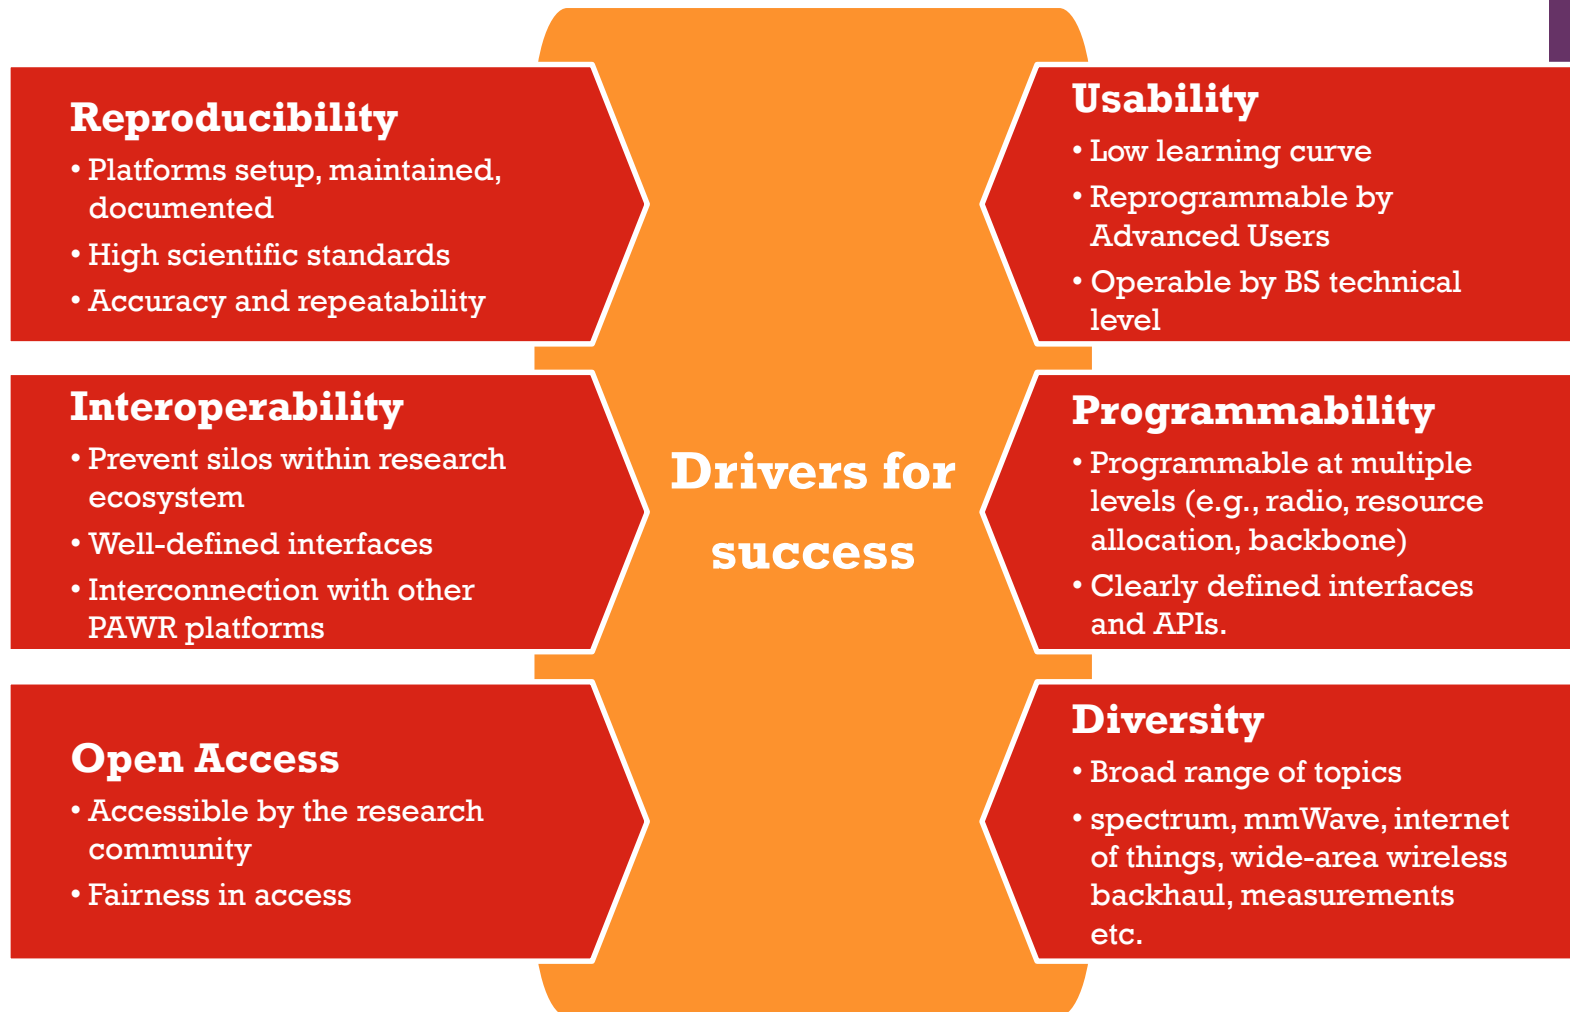 Reproducibility
• Platforms setup, maintained,
documented
• High scientific standards
• Accuracy and repeatability
Interoperability
• Prevent silos within research
ecosystem
• Well-defined interfaces
• Interconnection with other
PAWR platforms
Open Access
• Accessible by the research
community
• Fairness in access
Drivers for
success
Usability
• Low learning curve
• Reprogrammable by
Advanced Users
• Operable by BS technical
level
Programmability
• Programmable at multiple
levels (e.g., radio, resource
allocation, backbone)
• Clearly defined interfaces
and APIs.
Diversity
• Broad range of topics
• spectrum, mmWave, internet
of things, wide-area wireless
backhaul, measurements
etc.